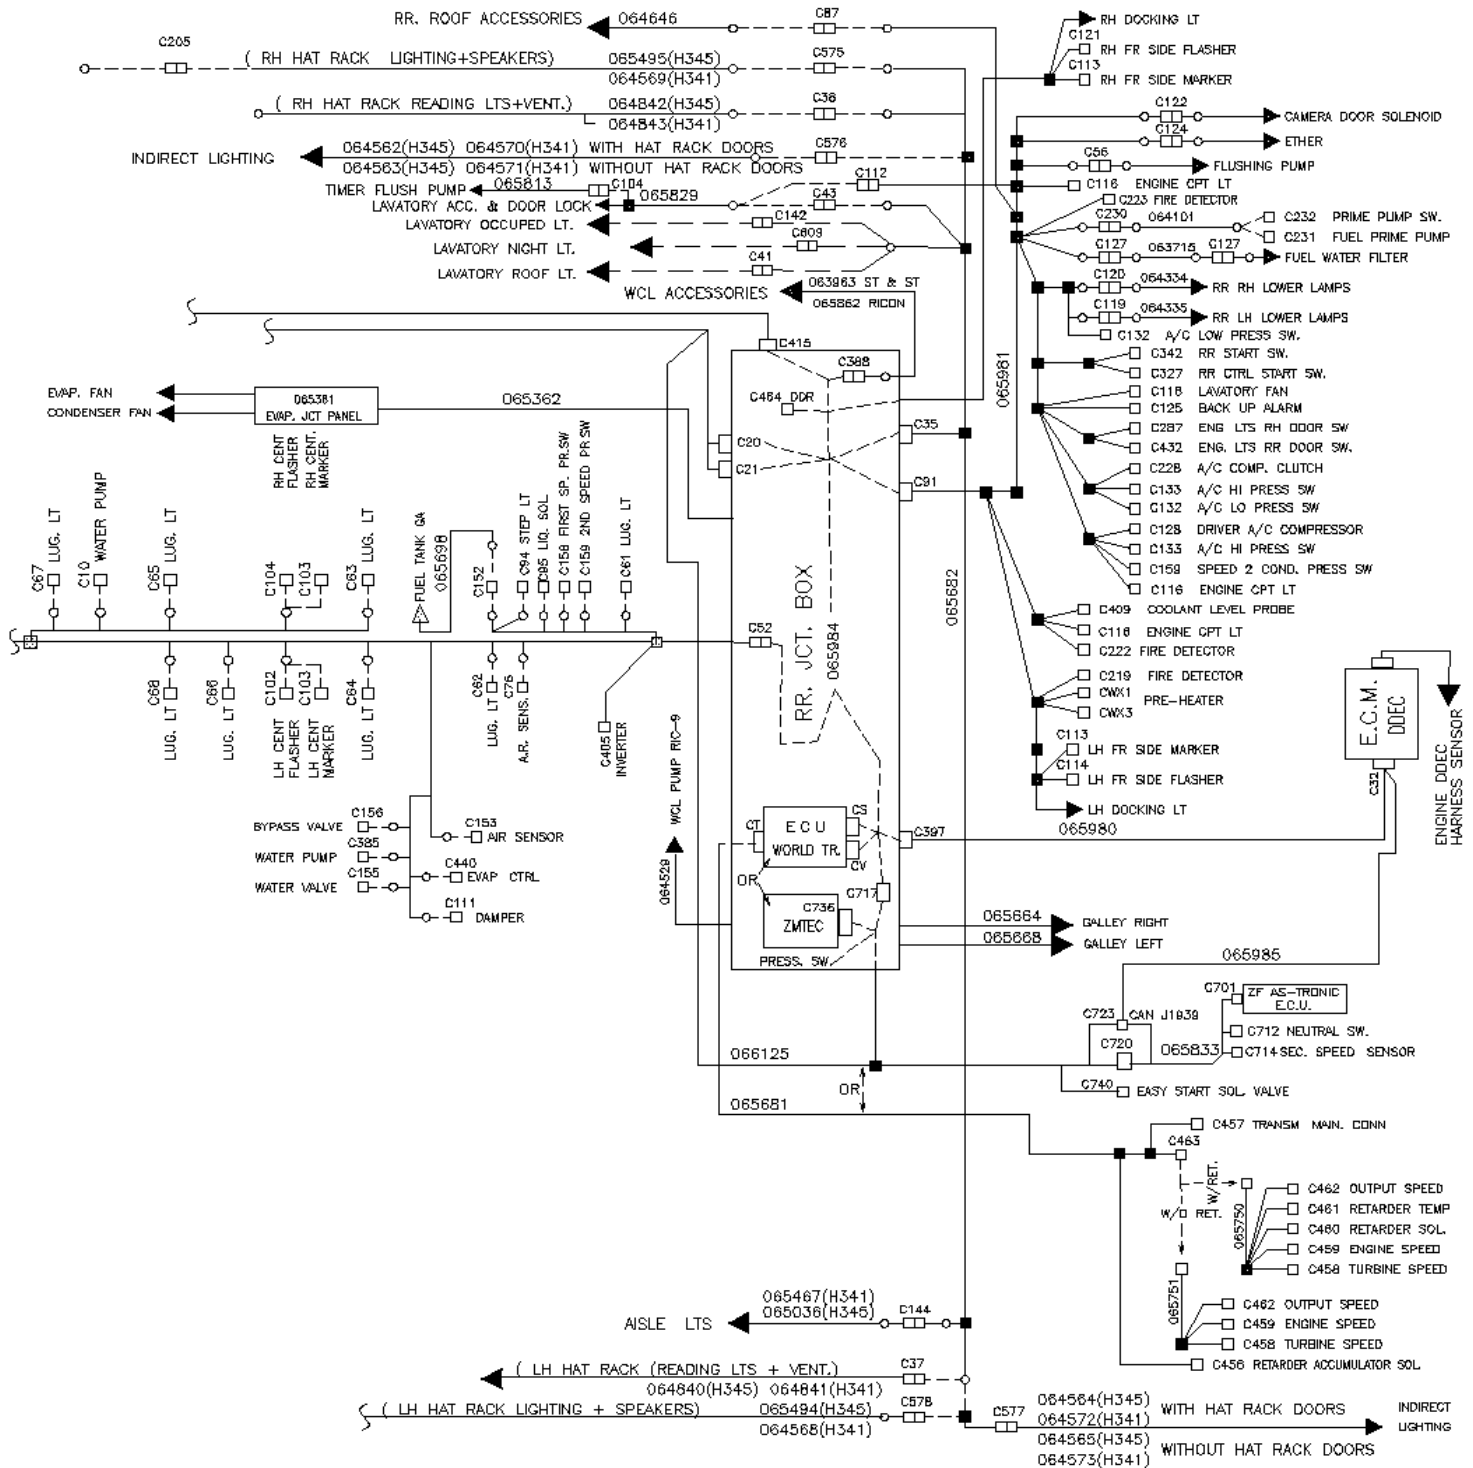 RR. ROOF ACCESSORIES 064646 C87
C205
( RH HAT RACK LIGHTING+SPEAKERS) 065495(H345) C575
064569(H341)
( RH HAT RACK READING LTS+VENT.) 064842(H345) C36
064843(H341)
INDIRECT LIGHTING 064562(H345) 064570(H341) WITH HAT RACK DOORS C576
064563(H345) 064571(H341) WITHOUT HAT RACK DOORS
TIMER FLUSH PUMP 065813 C104 C112
LAVATORY ACC. & DOOR LOCK 065829 C43
LAVATORY OCCUPED LT. C142
LAVATORY NIGHT LT. C609
LAVATORY ROOF LT. C41
WCL ACCESSORIES 063963 ST & ST
065862 RICON
RH DOCKING LT
C121
RH FR SIDE FLASHER
C113
RH FR SIDE MARKER
C122 CAMERA DOOR SOLENOID
C124 ETHER
C56 FLUSHING PUMP
C116 ENGINE CPT LT
C223 FIRE DETECTOR
C230 064101 C232 PRIME PUMP SW.
C231 FUEL PRIME PUMP
C127 063715 C127 FUEL WATER FILTER
C120 064334 RR RH LOWER LAMPS
C119 064335 RR LH LOWER LAMPS
C132 A/C LOW PRESS SW.
C342 RR START SW.
C327 RR CTRL START SW.
C118 LAVATORY FAN
C125 BACK UP ALARM
C287 ENG LTS RH DOOR SW
C432 ENG. LTS RR DOOR SW.
C228 A/C COMP. CLUTCH
C133 A/C HI PRESS SW
C132 A/C LO PRESS SW
C128 DRIVER A/C COMPRESSOR
C133 A/C HI PRESS SW
C159 SPEED 2 COND. PRESS SW
C116 ENGINE CPT LT
C409 COOLANT LEVEL PROBE
C116 ENGINE CPT LT
C222 FIRE DETECTOR
C219 FIRE DETECTOR
CWX1
PRE-HEATER
CWX3
C113
LH FR SIDE MARKER
C114
LH FR SIDE FLASHER
LH DOCKING LT
065981
065682
C415
C388
C464 DDR
C20
C21
C35
C91
C52
RR. JCT. BOX
065984
EVAP. FAN
CONDENSER FAN
065381
EVAP. JCT PANEL
065362
RH CENT.
FLASHER
RH CENT.
MARKER
C67 LUG. LT
C10 WATER PUMP
C65 LUG. LT
C104
C103
C63 LUG. LT
FUEL TANK GA
065698
C152
C94 STEP LT
C95 LIQ. SOL
C158 FIRST SP. PR.SW
C159 2ND SPEED PR.SW
C61 LUG. LT
C68 LUG. LT
C66 LUG. LT
C102 LH CENT FLASHER
C103 LH CENT MARKER
C64 LUG. LT
C62 LUG. LT
C76 A.R. SENS.
C405 INVERTER
WCL PUMP RIC-9
064529
C156
BYPASS VALVE
C385
WATER PUMP
C155
WATER VALVE
C153
AIR SENSOR
C440
EVAP CTRL
C111
DAMPER
CT ECU CS
WORLD TR. CV
OR
C717
C736
ZMTEC
PRESS. SW.
C397
065980
E.C.M.
DDEC
C32
ENGINE DDEC
HARNESS SENSOR
065664 GALLEY RIGHT
065668 GALLEY LEFT
065985
C701 ZF AS-TRONIC
E.C.U.
C723 CAN J1939
C712 NEUTRAL SW.
C720 065833 C714 SEC. SPEED SENSOR
066125
C740 EASY START SOL. VALVE
OR
065681
C457 TRANSM MAIN. CONN
C463
W/RET.
W/O RET.
065750
C462 OUTPUT SPEED
C461 RETARDER TEMP
C460 RETARDER SOL.
C459 ENGINE SPEED
C458 TURBINE SPEED
065751
C462 OUTPUT SPEED
C459 ENGINE SPEED
C458 TURBINE SPEED
C456 RETARDER ACCUMULATOR SOL
065467(H341)
AISLE LTS 065036(H345) C144
( LH HAT RACK (READING LTS + VENT.) C37
064840(H345) 064841(H341)
( LH HAT RACK LIGHTING + SPEAKERS) 065494(H345) C578
064568(H341)
C577 064564(H345) WITH HAT RACK DOORS
064572(H341)
INDIRECT
LIGHTING
064565(H345) WITHOUT HAT RACK DOORS
064573(H341)